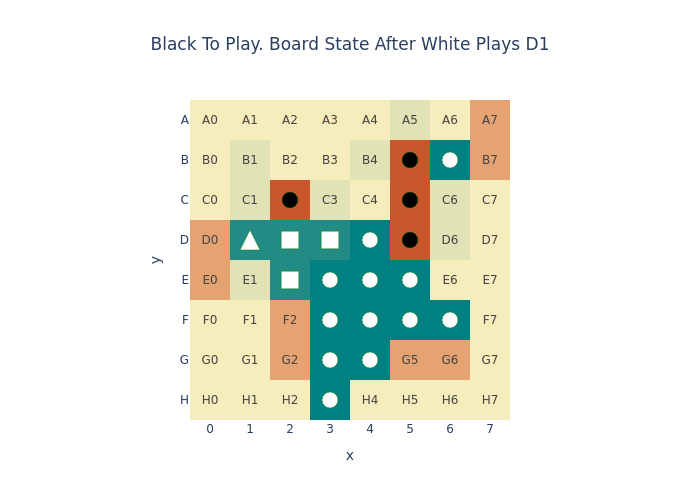 Black To Play. Board State After White Plays D1
A A0 A1 A2 A3 A4 A5 A6 A7
B B0 B1 B2 B3 B4 B7
C C0 C1 C3 C4 C6 C7
D D0 D6 D7
E E0 E1 E6 E7
F F0 F1 F2 F7
G G0 G1 G2 G5 G6 G7
H H0 H1 H2 H4 H5 H6 H7
0 1 2 3 4 5 6 7
x
y